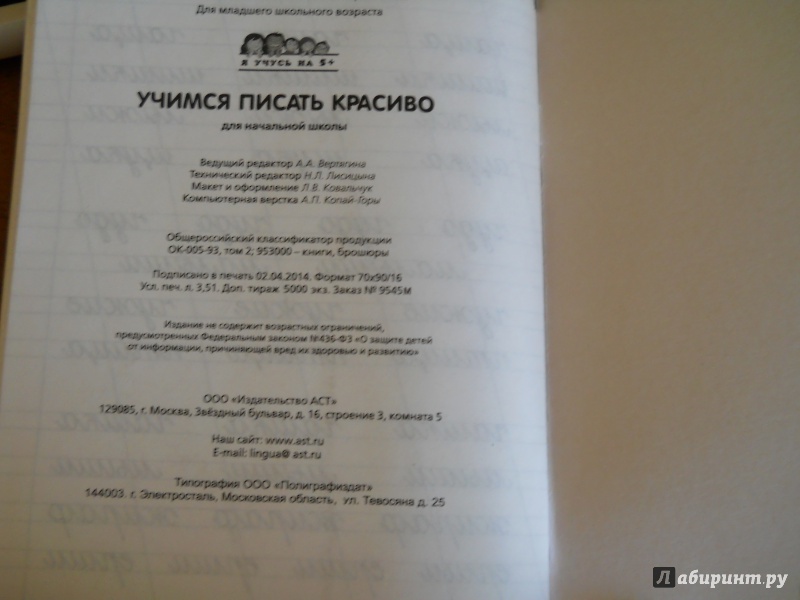 Для младшего школьного возраста
Я УЧУСЬ НА 5+
УЧИМСЯ ПИСАТЬ КРАСИВО
для начальной школы
Ведущий редактор А.А. Вертягина
Технический редактор Н.Л. Лисицына
Макет и оформление Л.В. Ковальчук
Компьютерная верстка А.П. Копай-Горы
Общероссийский классификатор продукции
ОК-005-93, том 2; 953000 – книги, брошюры
Подписано в печать 02.04.2014. Формат 70х90/16
Усл. печ. л. 3,51. Доп. тираж 5000 экз. Заказ № 9545м
Издание не содержит возрастных ограничений,
предусмотренных Федеральным законом №436-ФЗ «О защите детей
от информации, причиняющей вред их здоровью и развитию»
ООО «Издательство АСТ»
129085, г. Москва, Звёздный бульвар, д. 16, строение 3, комната 5
Наш сайт: www.ast.ru
E-mail: lingua@ast.ru
Типография ООО «Полиграфиздат»
144003. г. Электросталь, Московская область, ул. Тевосяна д. 25
Лабиринт.ру